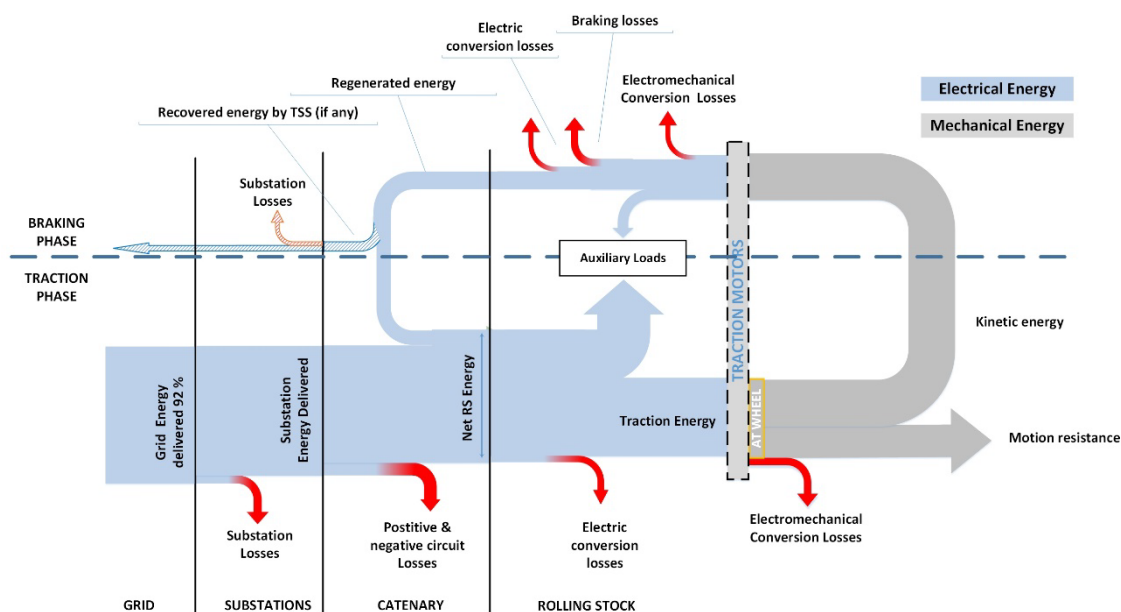 Electric
conversion losses
Braking losses
Regenerated energy
Electromechanical
Conversion Losses
Electrical Energy
Mechanical Energy
Recovered energy by TSS (if any)
Substation
Losses
BRAKING
PHASE
TRACTION
PHASE
Auxiliary Loads
TRACTION MOTORS
Kinetic energy
Grid Energy
delivered 92 %
Substation
Energy Delivered
Net RS Energy
Traction Energy
AT WHEEL
Motion resistance
Substation
Losses
Postitive &
negative circuit
Losses
Electric
conversion
losses
Electromechanical
Conversion Losses
GRID
SUBSTATIONS
CATENARY
ROLLING STOCK